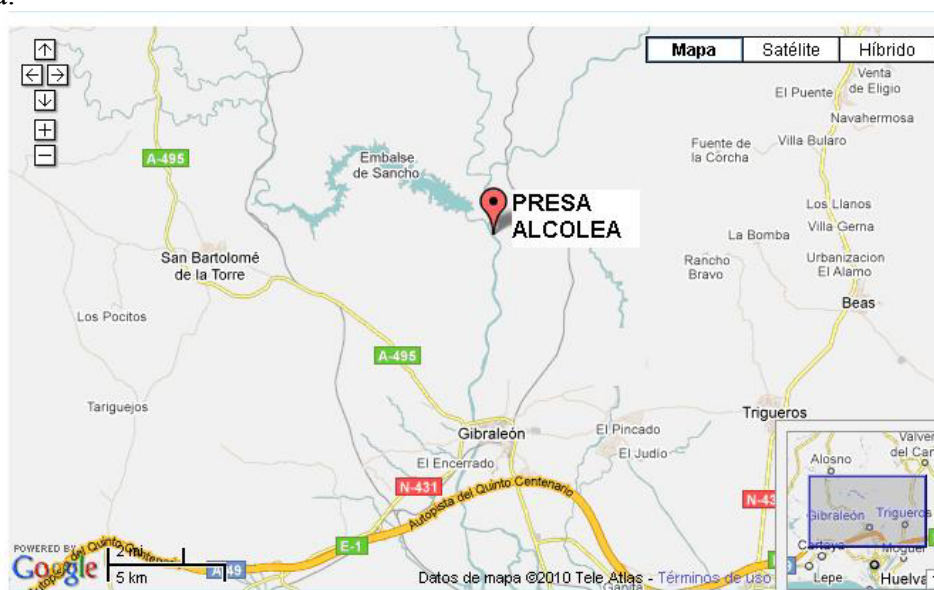 a.
Mapa
Satélite
Híbrido
Venta
de Eligio
El Puente
Navahermosa
Fuente de
la Corcha
Villa Bularo
A-495
Embalse
de Sancho
PRESA
ALCOLEA
Los Llanos
Villa Gerna
La Bomba
San Bartolomé
de la Torre
Rancho
Bravo
Urbanizacion
El Alamo
Beas
Los Pocitos
A-495
Tariguejos
Trigueros
Gibraleón
El Pincado
El Judío
El Encerrado
N-431
Autopista del Quinto Centenario
N-43
Alosno
Valver
del Can
Gibraleón
Trigueros
Cartaya
Moguer
Lepe
Huelva
E-1
POWERED BY
Google
2 mi
5 km
Datos de mapa ©2010 Tele Atlas - Términos de uso